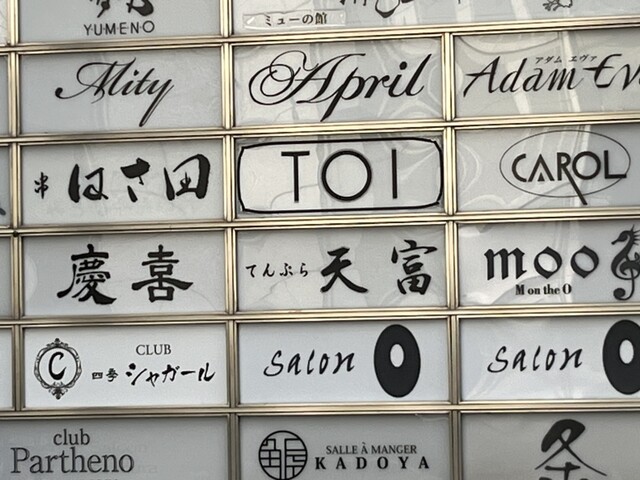 YUMENO
ミューの館
Mity
April
アダム エヴァ
Adam Ev
串 はさ田
TOI
CAROL
慶喜
てんぷら 天富
moo
M on the O
C
CLUB
四季 シャガール
salon O
salon O
club
Partheno
SALLE À MANGER
KADOYA